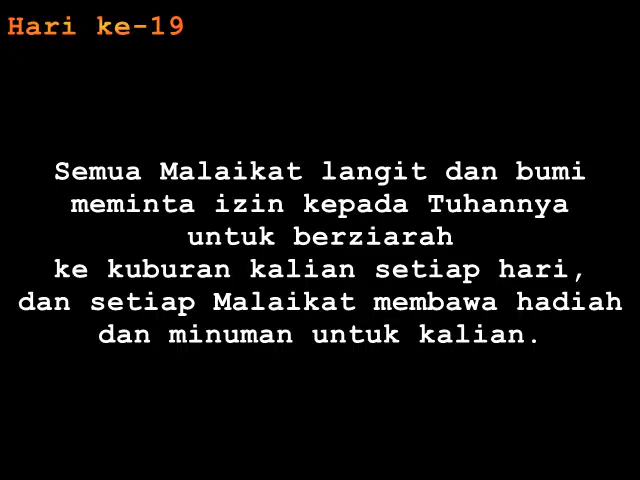 Hari ke-19
Semua Malaikat langit dan bumi
meminta izin kepada Tuhannya
untuk berziarah
ke kuburan kalian setiap hari,
dan setiap Malaikat membawa hadiah
dan minuman untuk kalian.